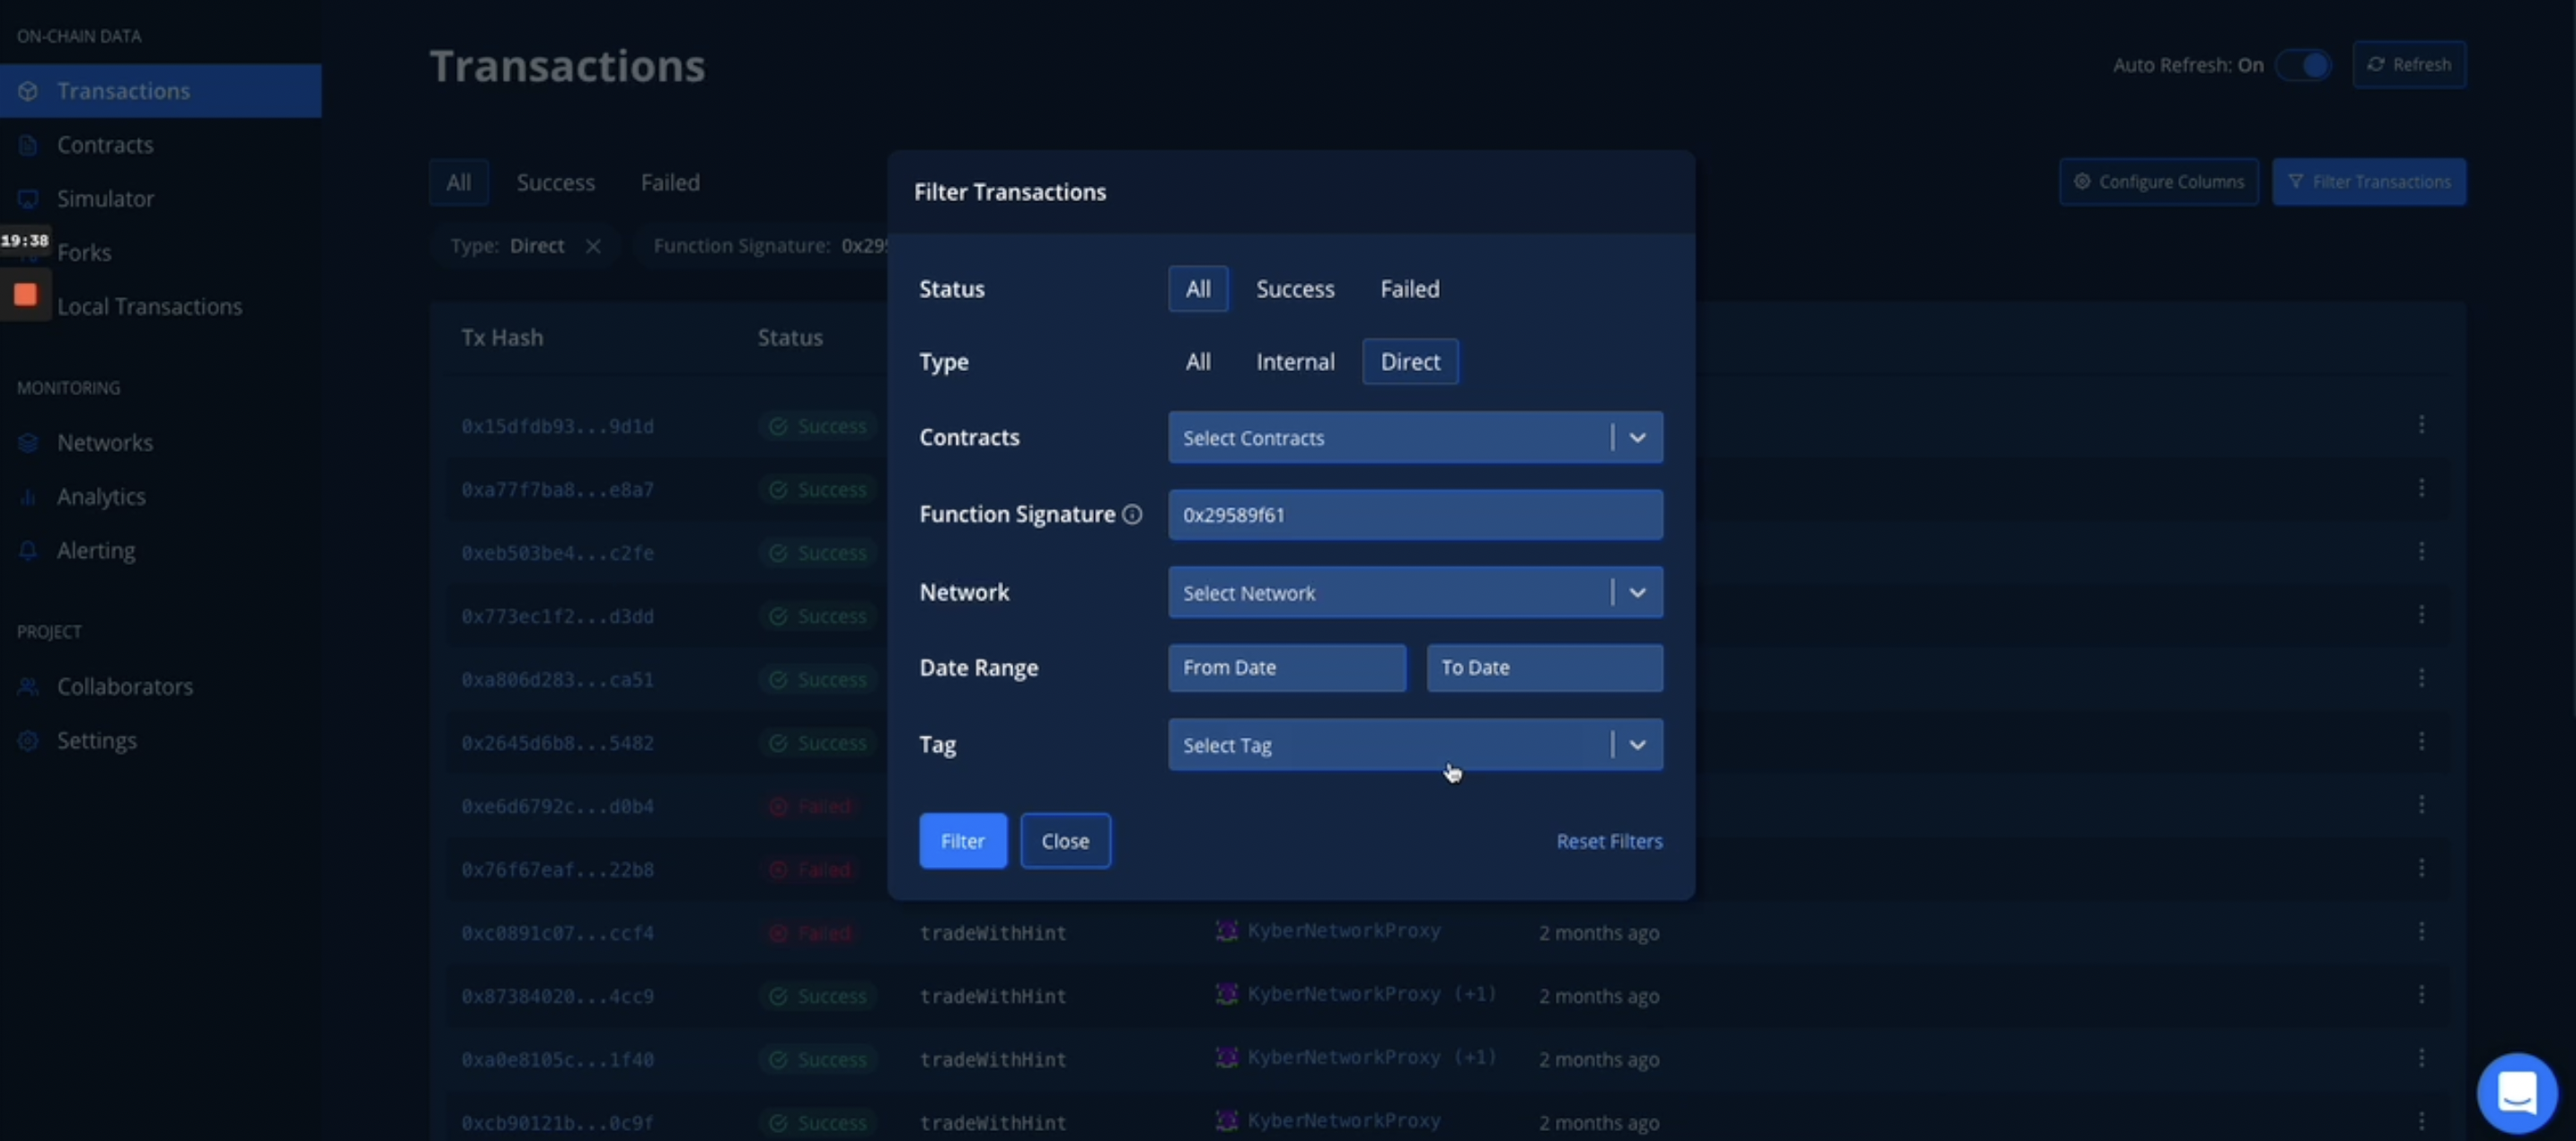 ON-CHAIN DATA
Transactions
Contracts
Simulator
19:38
Forks
Local Transactions
MONITORING
Networks
Analytics
Alerting
PROJECT
Collaborators
Settings
Transactions
Auto Refresh: On
Refresh
All Success Failed
Configure Columns
Filter Transactions
Type: Direct
Function Signature: 0x295
Tx Hash Status
0x15dfdb93...9d1d Success
0xa77f7ba8...e8a7 Success
0xeb503be4...c2fe Success
0x773ec1f2...d3dd Success
0xa806d283...ca51 Success
0x2645d6b8...5482 Success
0xe6d6792c...d0b4 Failed
0x76f67eaf...22b8 Failed
0xc0891c07...ccf4 Failed tradeWithHint KyberNetworkProxy 2 months ago
0x87384020...4cc9 Success tradeWithHint KyberNetworkProxy (+1) 2 months ago
0xa0e8105c...1f40 Success tradeWithHint KyberNetworkProxy (+1) 2 months ago
0xcb90121b...0c9f Success tradeWithHint KyberNetworkProxy 2 months ago
Filter Transactions
Status All Success Failed
Type All Internal Direct
Contracts Select Contracts
Function Signature 0x29589f61
Network Select Network
Date Range From Date To Date
Tag Select Tag
Filter Close Reset Filters